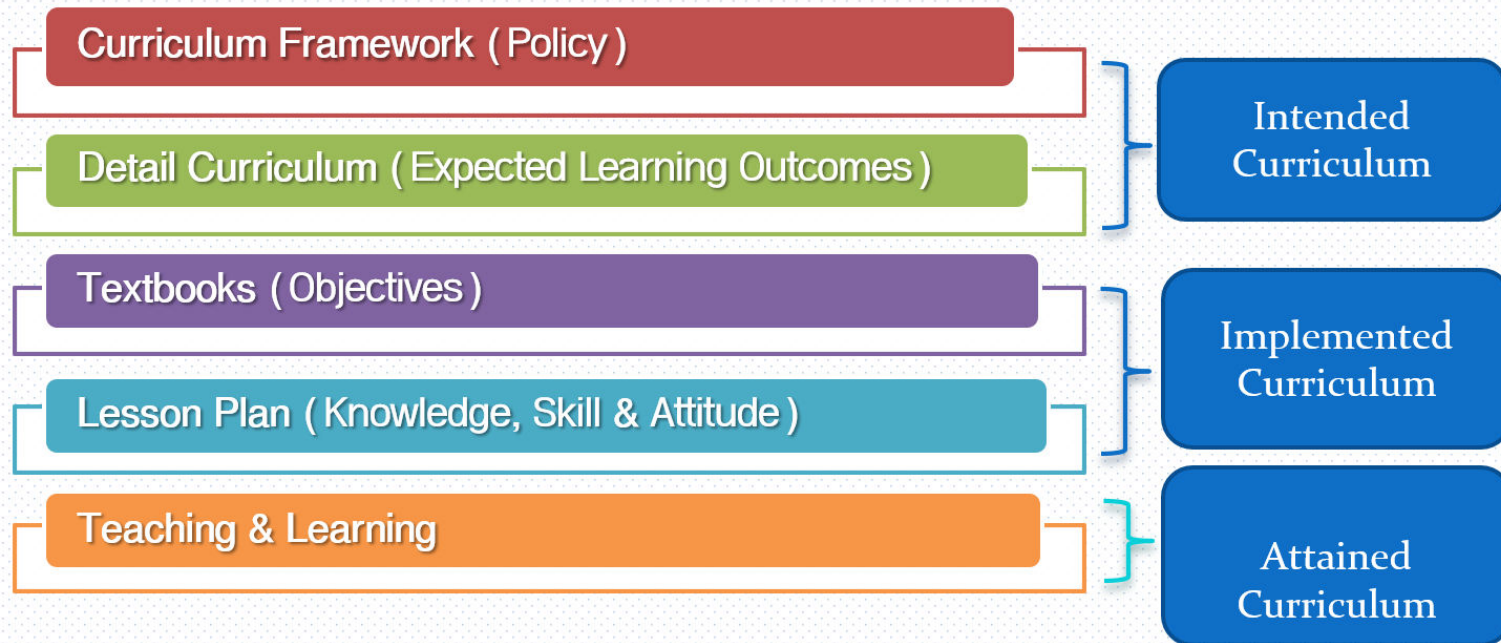 Curriculum Framework (Policy)
Detail Curriculum (Expected Learning Outcomes)
Intended
Curriculum
Textbooks (Objectives)
Lesson Plan (Knowledge, Skill & Attitude)
Implemented
Curriculum
Teaching & Learning
Attained
Curriculum